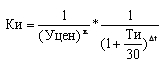 Ки = 1/(Уцен)^н * 1/(1+Ти/30)^Δt